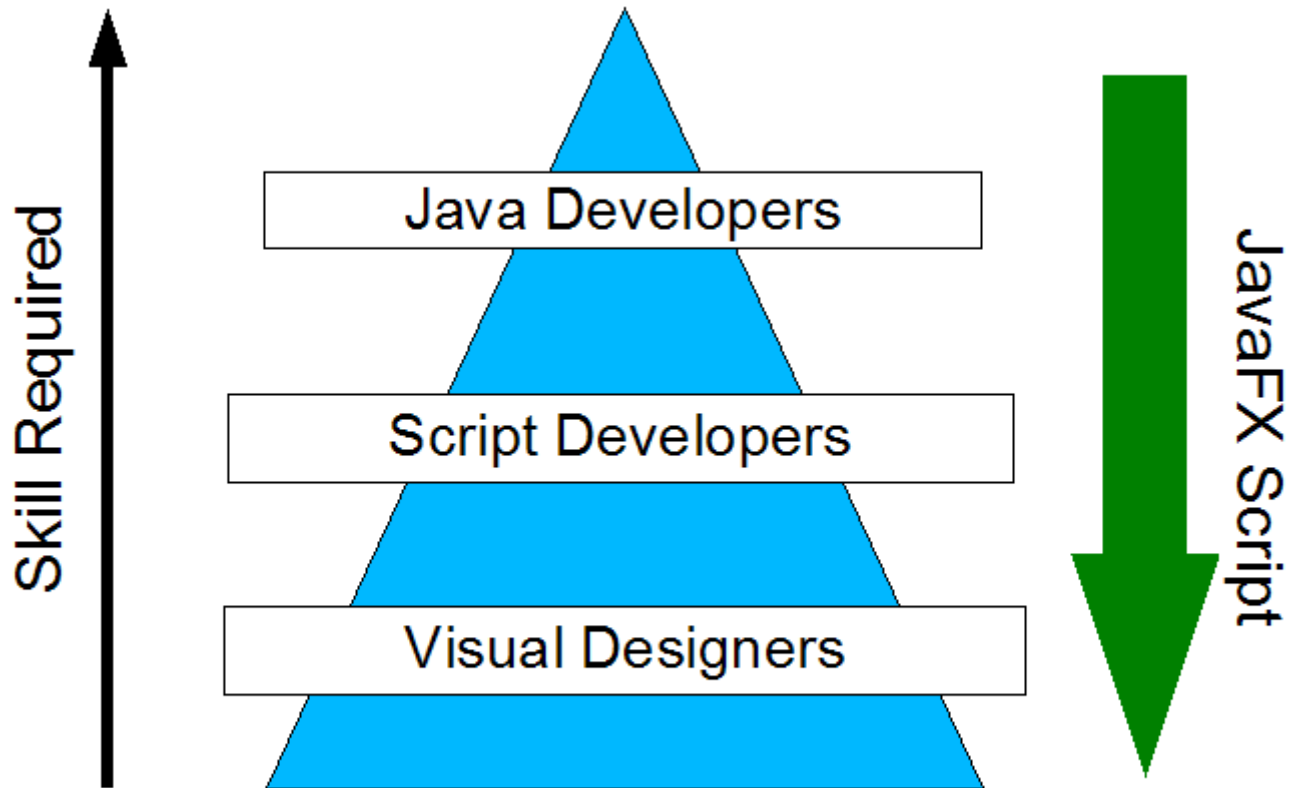 Skill Required
Java Developers
Script Developers
Visual Designers
JavaFX Script